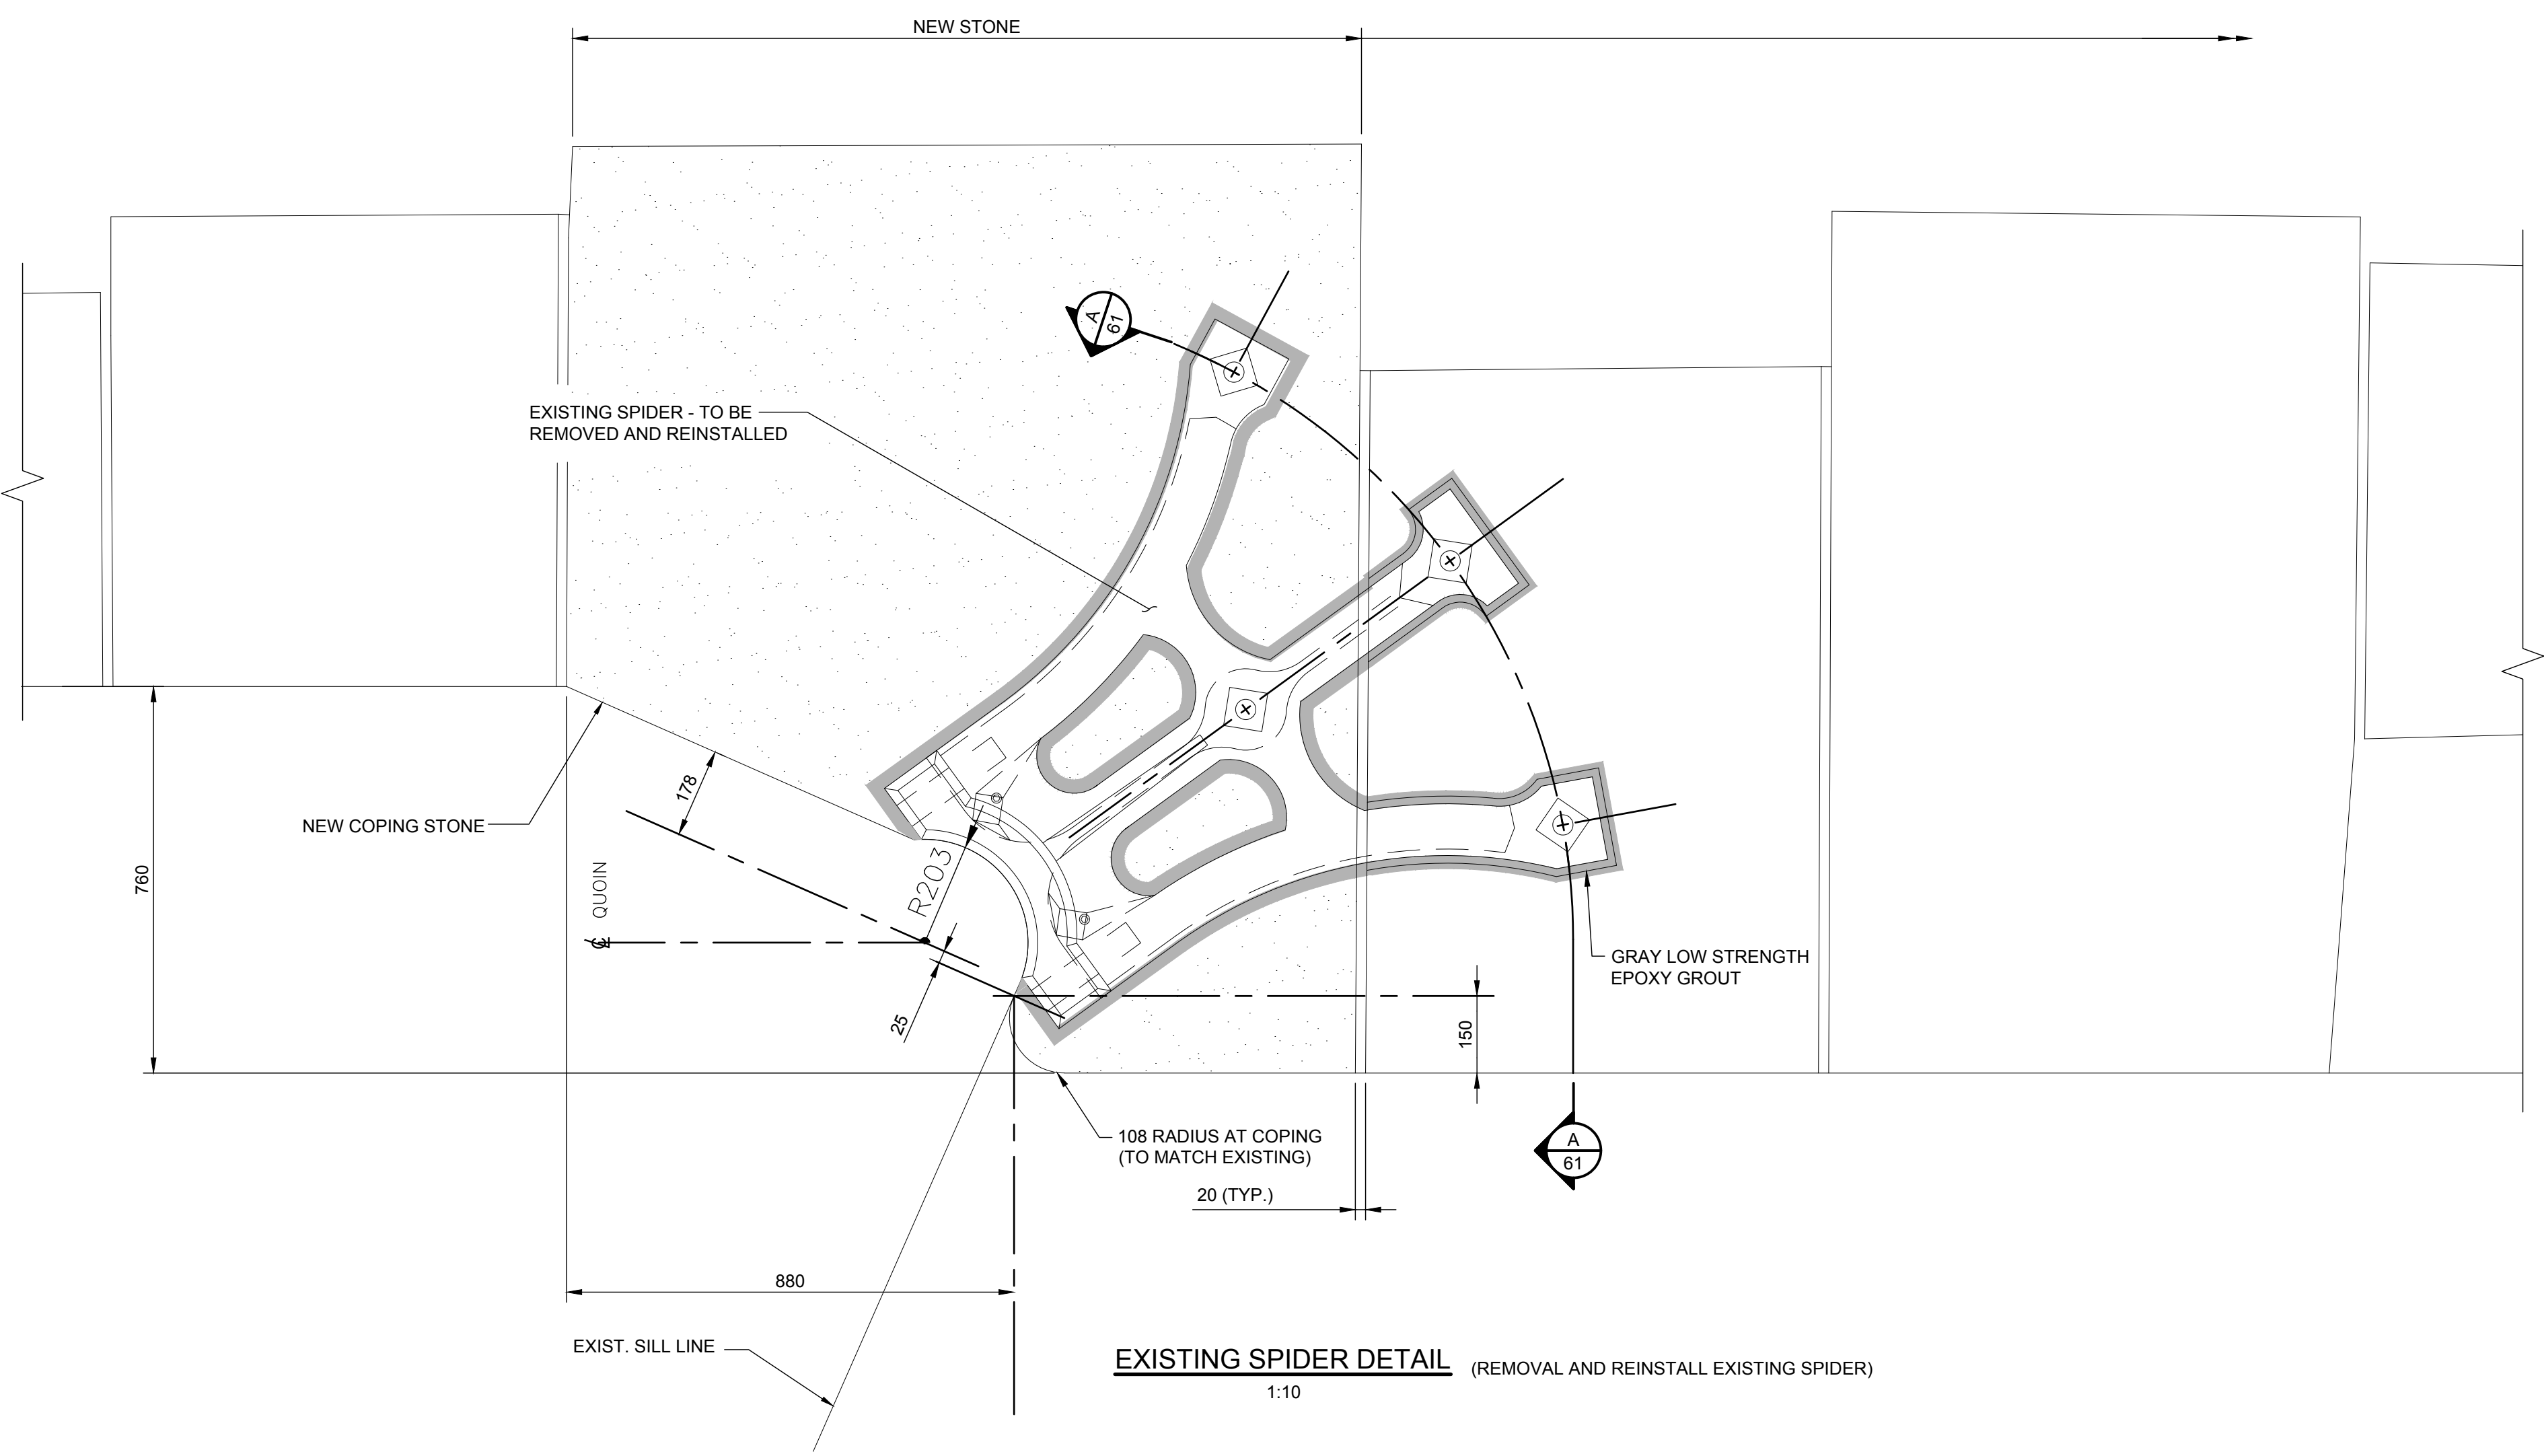 NEW STONE
A
61
EXISTING SPIDER - TO BE
REMOVED AND REINSTALLED
178
NEW COPING STONE
760
QUOIN
R203
℄
25
GRAY LOW STRENGTH
EPOXY GROUT
150
108 RADIUS AT COPING
(TO MATCH EXISTING)
A
61
20 (TYP.)
880
EXIST. SILL LINE
EXISTING SPIDER DETAIL (REMOVAL AND REINSTALL EXISTING SPIDER)
1:10